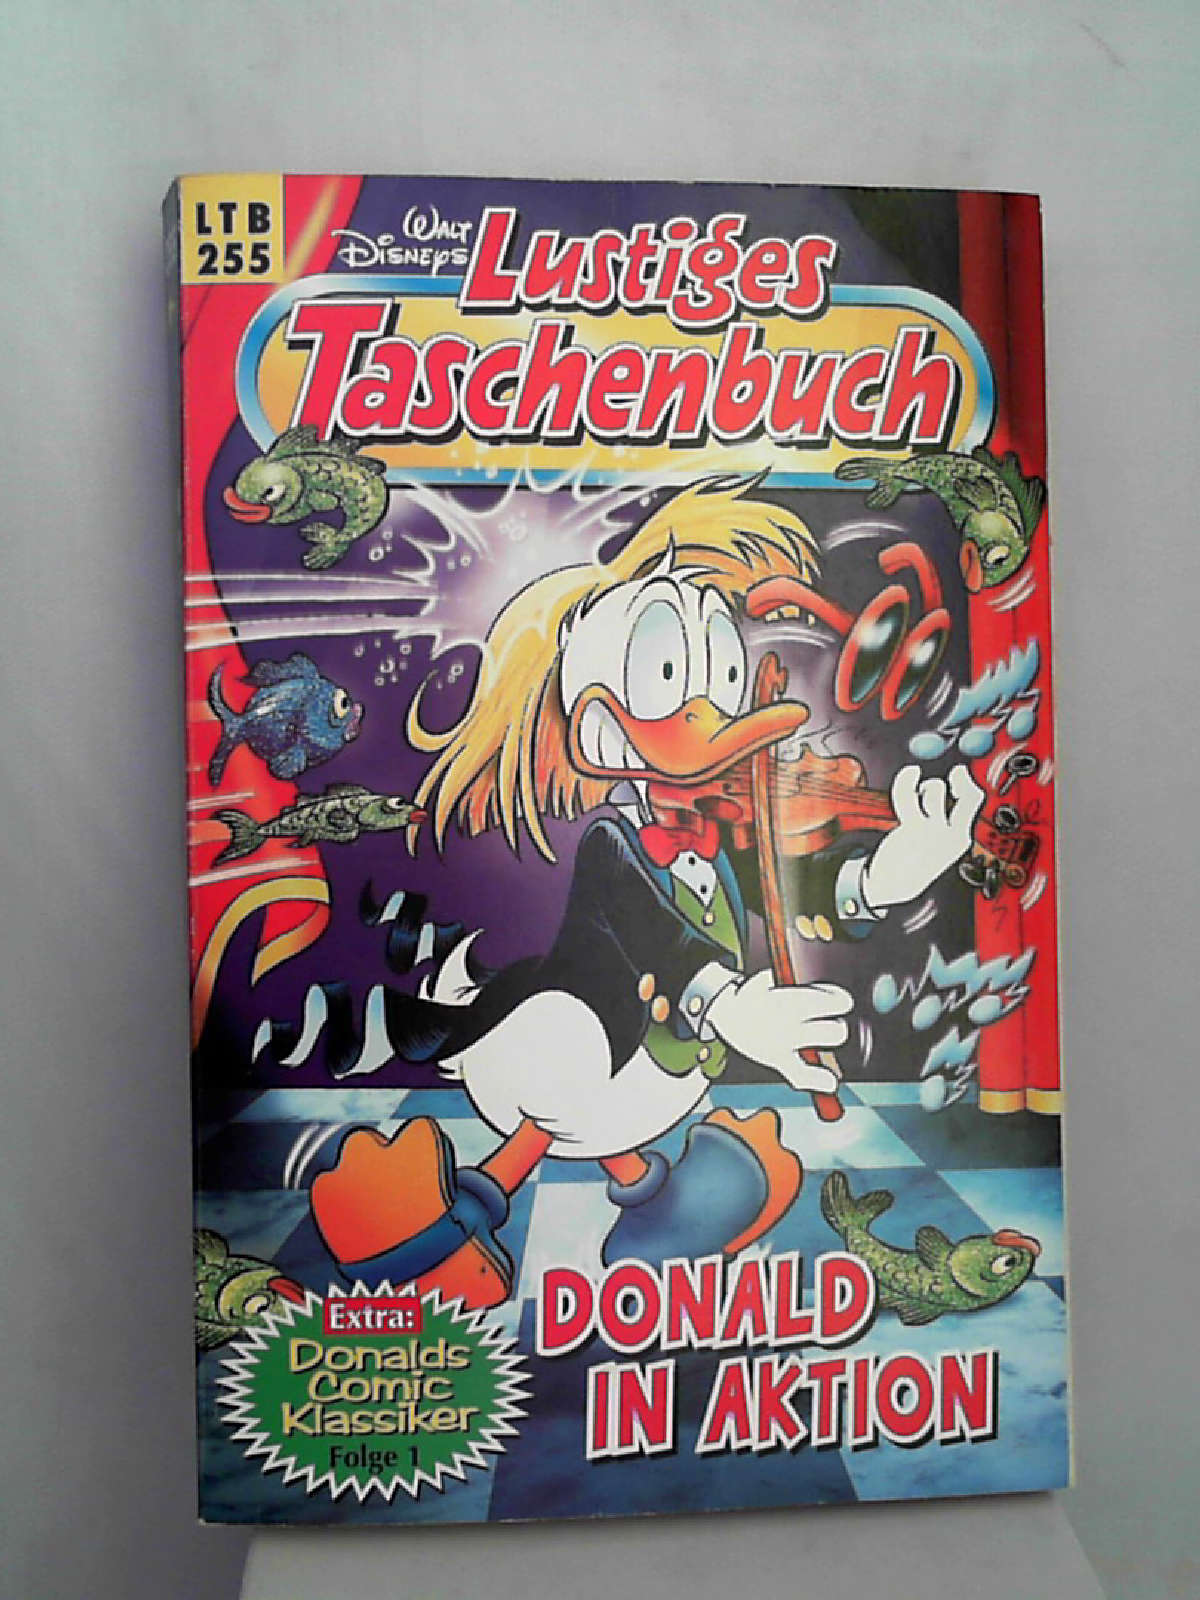 LTB
255
WALT
DISNEYS
Lustiges
Taschenbuch
DONALD
IN AKTION
Extra:
Donalds
Comic
Klassiker
Folge 1